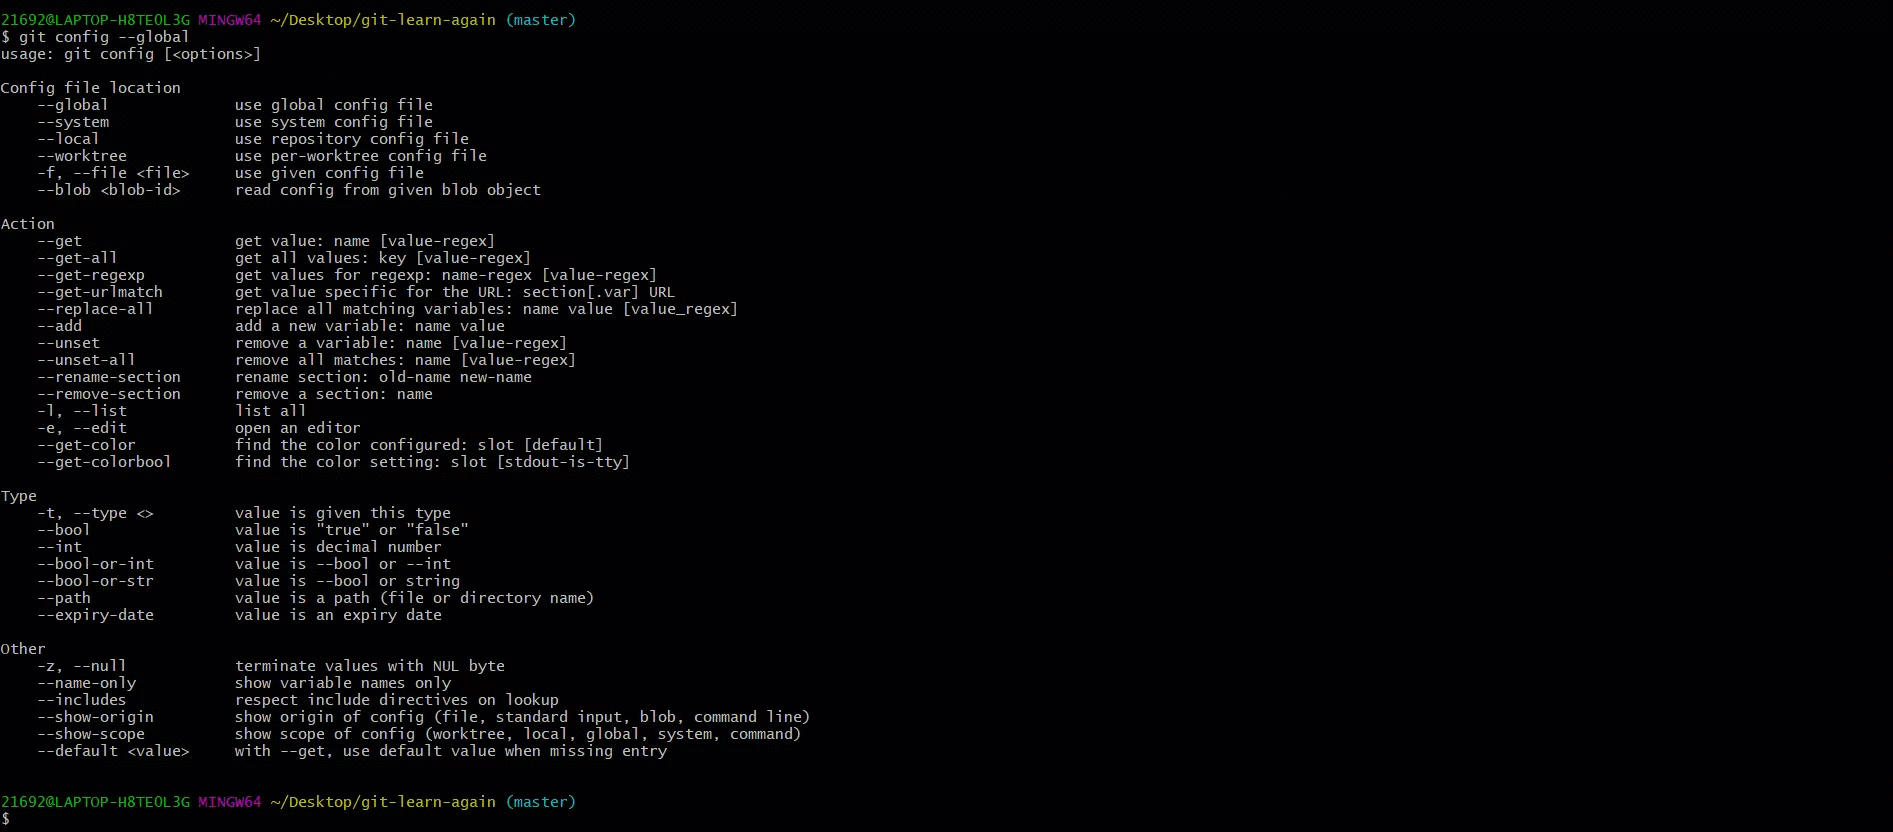 21692@LAPTOP-H8TEOL3G MINGW64 ~/Desktop/git-learn-again (master)
$ git config --global
usage: git config [<options>]

Config file location
    --global              use global config file
    --system              use system config file
    --local               use repository config file
    --worktree            use per-worktree config file
    -f, --file <file>     use given config file
    --blob <blob-id>      read config from given blob object

Action
    --get                 get value: name [value-regex]
    --get-all             get all values: key [value-regex]
    --get-regexp          get values for regexp: name-regex [value-regex]
    --get-urlmatch        get value specific for the URL: section[.var] URL
    --replace-all         replace all matching variables: name value [value_regex]
    --add                 add a new variable: name value
    --unset               remove a variable: name [value-regex]
    --unset-all           remove all matches: name [value-regex]
    --rename-section      rename section: old-name new-name
    --remove-section      remove a section: name
    -l, --list            list all
    -e, --edit            open an editor
    --get-color           find the color configured: slot [default]
    --get-colorbool       find the color setting: slot [stdout-is-tty]

Type
    -t, --type <>         value is given this type
    --bool                value is "true" or "false"
    --int                 value is decimal number
    --bool-or-int         value is --bool or --int
    --bool-or-str         value is --bool or string
    --path                value is a path (file or directory name)
    --expiry-date         value is an expiry date

Other
    -z, --null            terminate values with NUL byte
    --name-only           show variable names only
    --includes            respect include directives on lookup
    --show-origin         show origin of config (file, standard input, blob, command line)
    --show-scope          show scope of config (worktree, local, global, system, command)
    --default <value>     with --get, use default value when missing entry

21692@LAPTOP-H8TEOL3G MINGW64 ~/Desktop/git-learn-again (master)
$